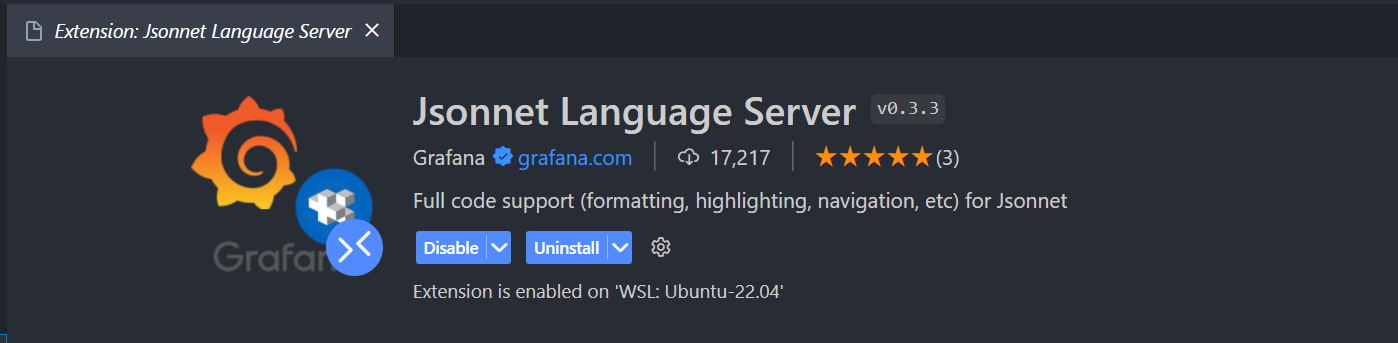 Extension: Jsonnet Language Server
Jsonnet Language Server v0.3.3
Grafana grafana.com 17,217 (3)
Full code support (formatting, highlighting, navigation, etc) for Jsonnet
Disable Uninstall
Grafan
Extension is enabled on 'WSL: Ubuntu-22.04'